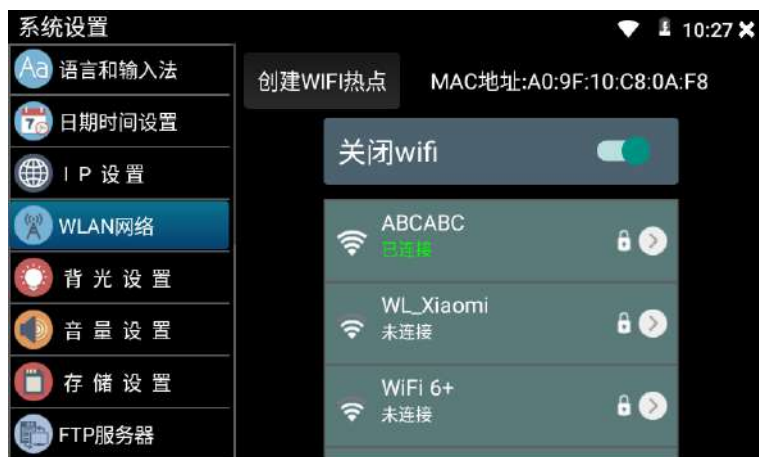 系统设置
10:27
Aa 语言和输入法
7 日期时间设置
IP设置
WLAN网络
背光设置
音量设置
存储设置
FTP服务器
创建WIFI热点
MAC地址:A0:9F:10:C8:0A:F8
关闭wifi
ABCABC
已连接
WL_Xiaomi
未连接
WiFi 6+
未连接